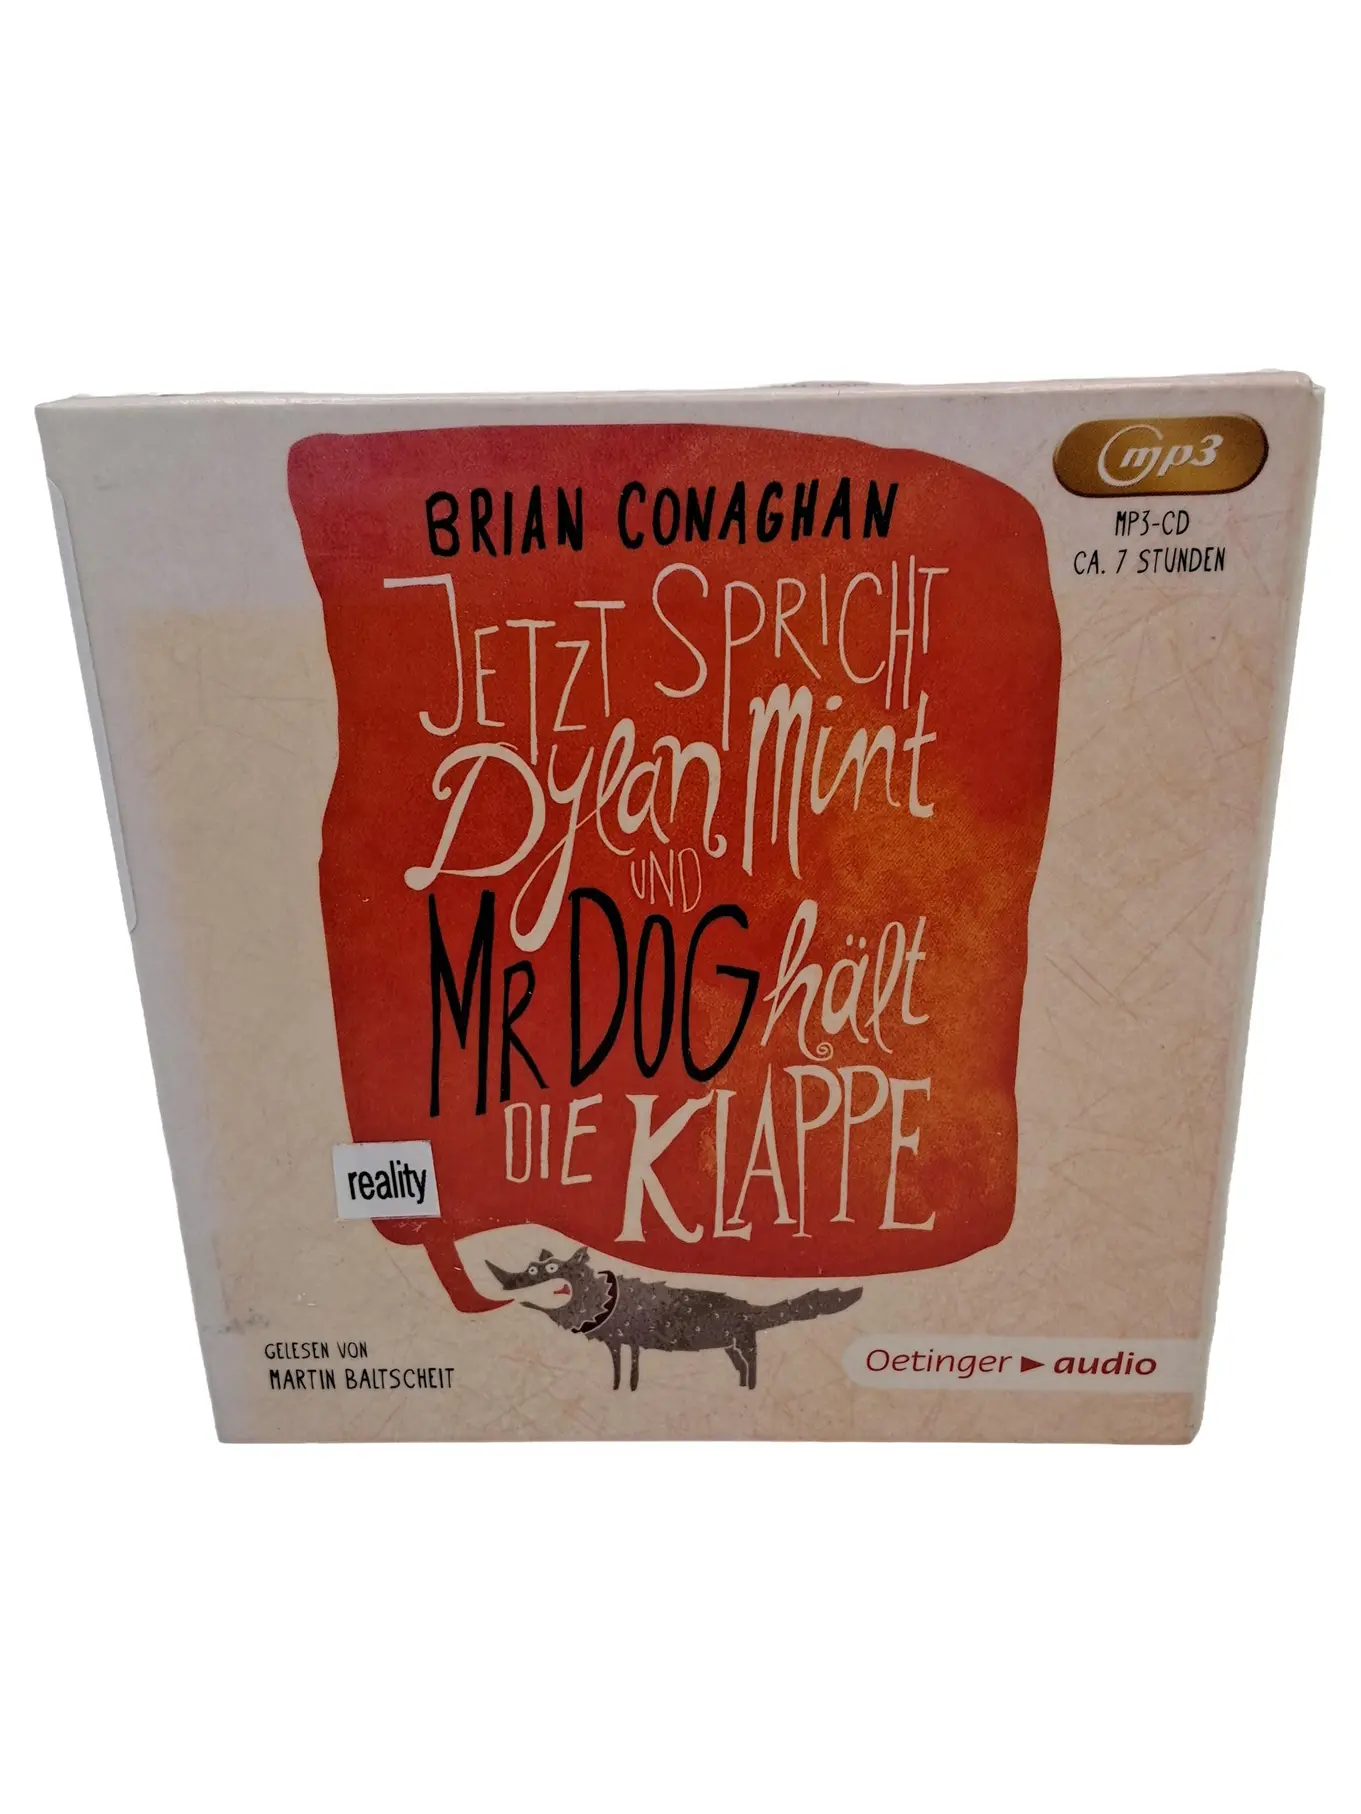 BRIAN CONAGHAN
mp3
MP3-CD
CA. 7 STUNDEN
JETZT SPRICHT
Dylan Mint
UND
MR DOG hält
DIE KLAPPE
reality
GELESEN VON
MARTIN BALTSCHEIT
Oetinger audio